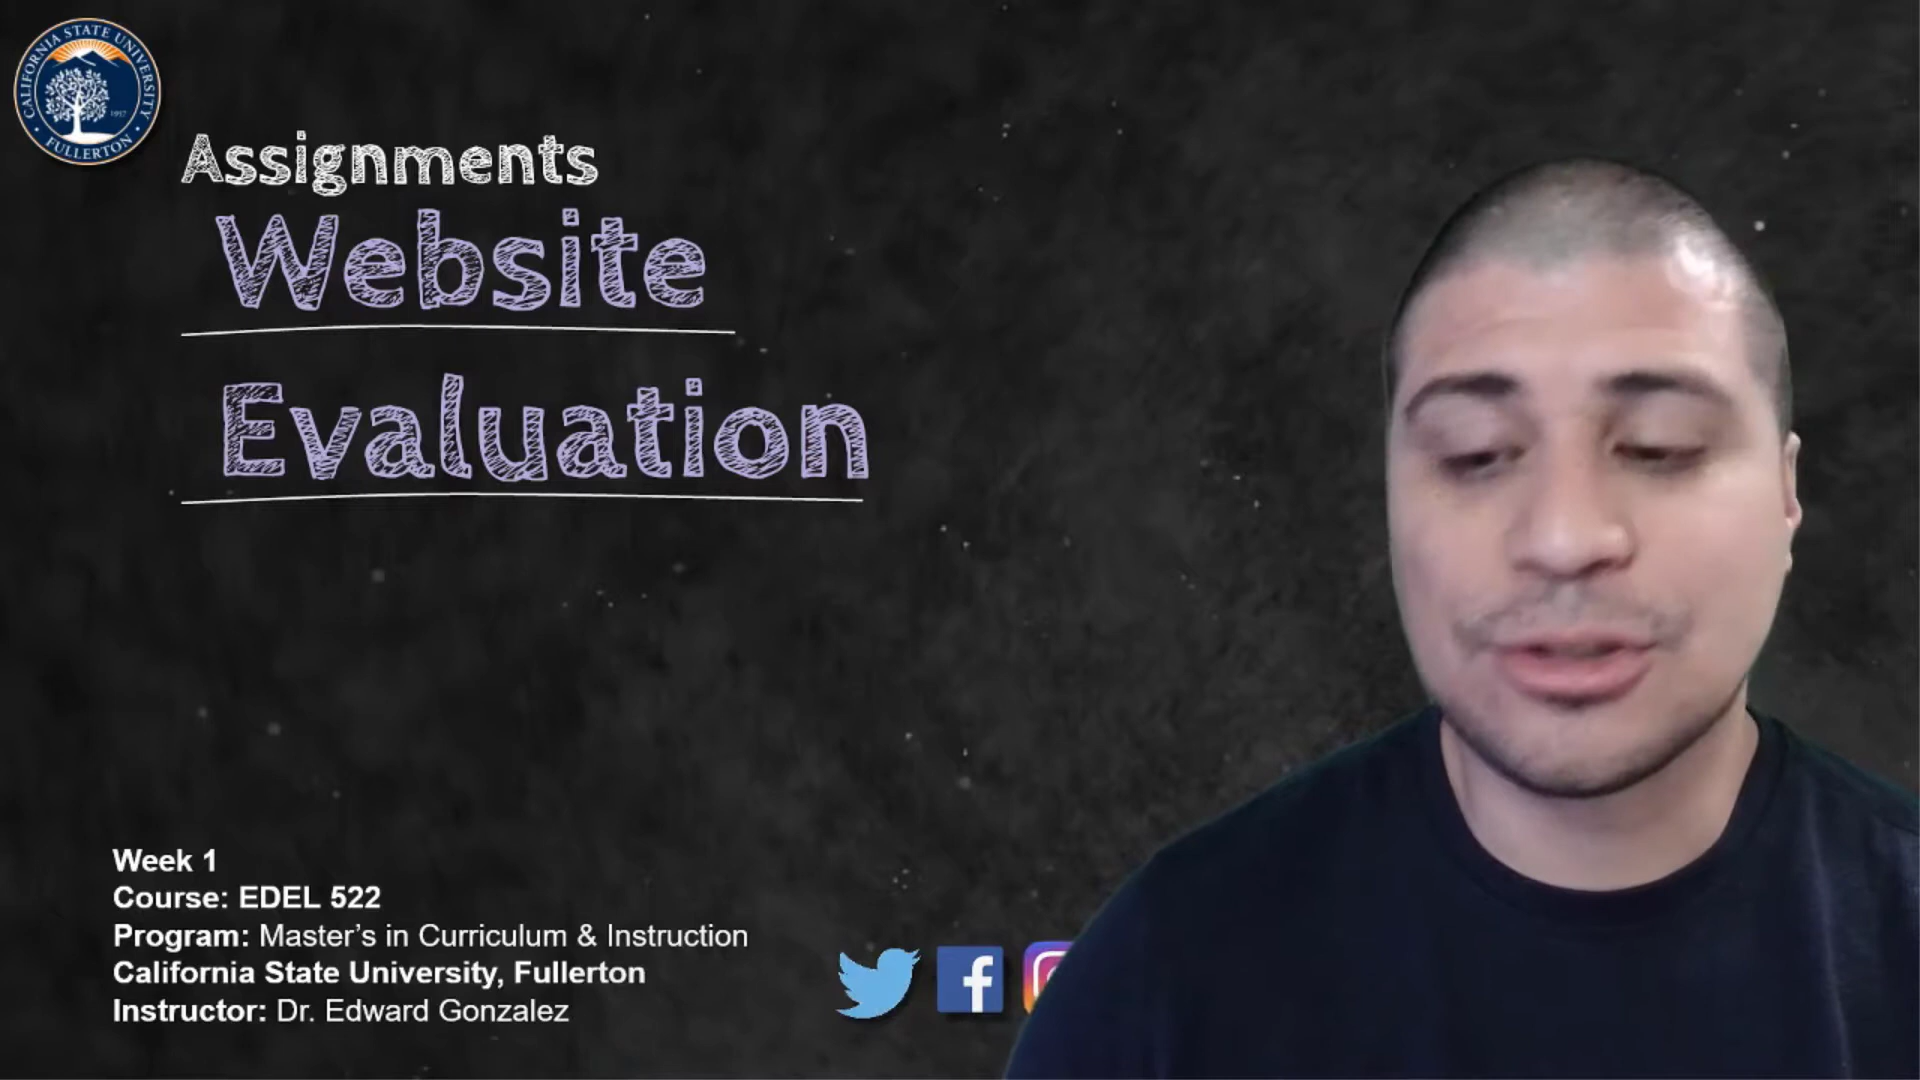 CALIFORNIA STATE UNIVERSITY
1957
FULLERTON
Assignments
Website
Evaluation
Week 1
Course: EDEL 522
Program: Master’s in Curriculum & Instruction
California State University, Fullerton
Instructor: Dr. Edward Gonzalez